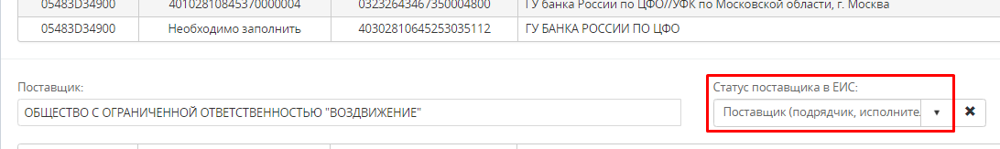 05483D34900 40102810845370000004 03232643467350004800 ГУ банка России по ЦФО//УФК по Московской области, г. Москва
05483D34900 Необходимо заполнить 40302810645253035112 ГУ БАНКА РОССИИ ПО ЦФО
Поставщик: Статус поставщика в ЕИС:
ОБЩЕСТВО С ОГРАНИЧЕННОЙ ОТВЕТСТВЕННОСТЬЮ "ВОЗДВИЖЕНИЕ" Поставщик (подрядчик, исполните